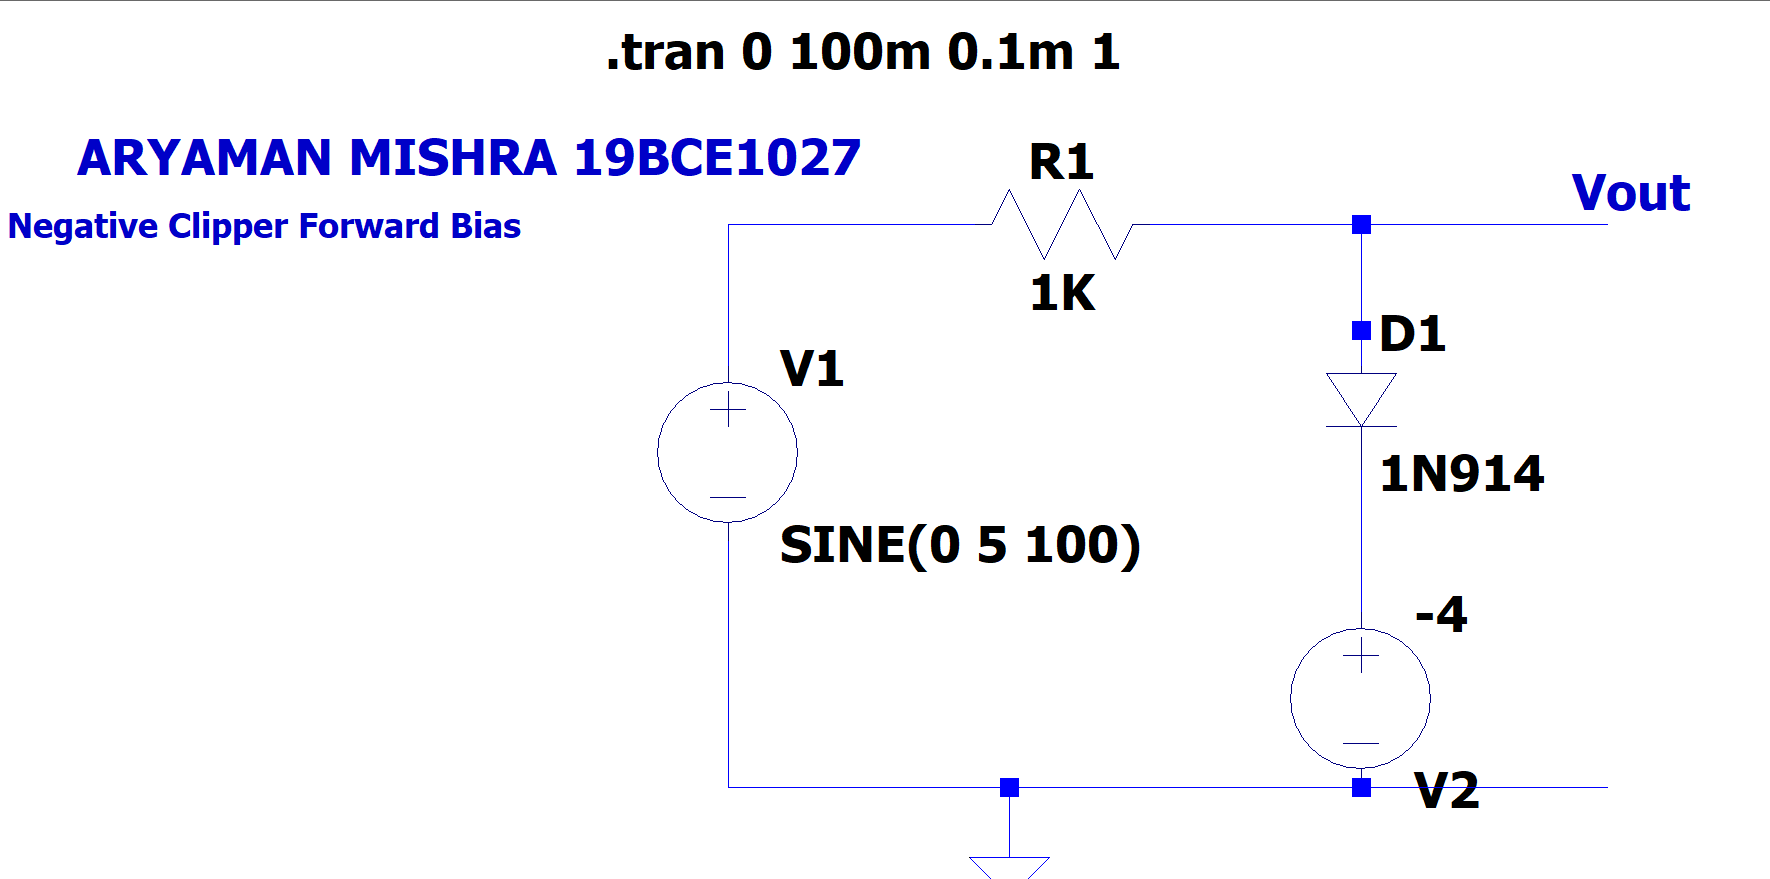 .tran 0 100m 0.1m 1
ARYAMAN MISHRA 19BCE1027
R1
Vout
Negative Clipper Forward Bias
1K
D1
V1
1N914
SINE(0 5 100)
-4
V2